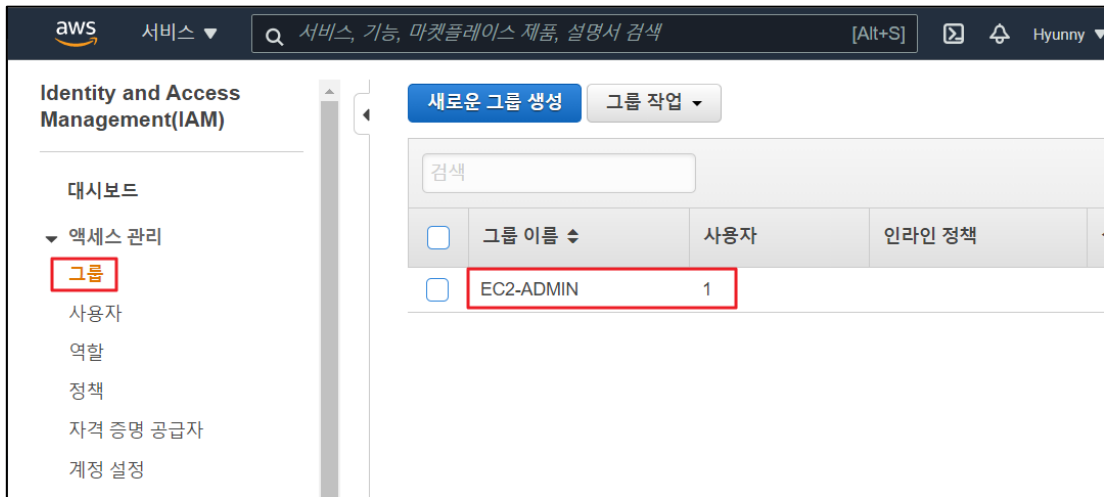 aws 서비스 ▼ 서비스, 기능, 마켓플레이스 제품, 설명서 검색 [Alt+S] Hyunny ▼
Identity and Access
Management(IAM)
대시보드
액세스 관리
그룹
사용자
역할
정책
자격 증명 공급자
계정 설정
새로운 그룹 생성 그룹 작업
검색
그룹 이름 사용자 인라인 정책
EC2-ADMIN 1